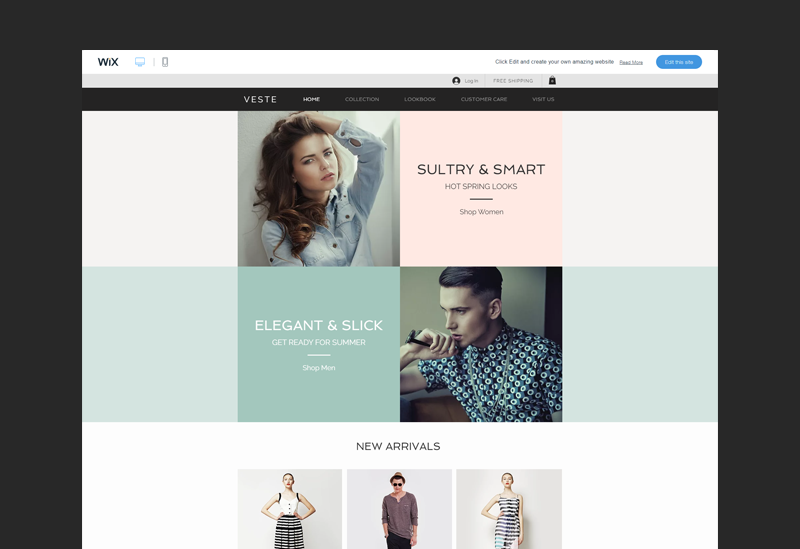 WiX
Click Edit and create your own amazing website Read More Edit this site
Log In FREE SHIPPING
VESTE HOME COLLECTION LOOKBOOK CUSTOMER CARE VISIT US
SULTRY & SMART
HOT SPRING LOOKS
Shop Women
ELEGANT & SLICK
GET READY FOR SUMMER
Shop Men
NEW ARRIVALS